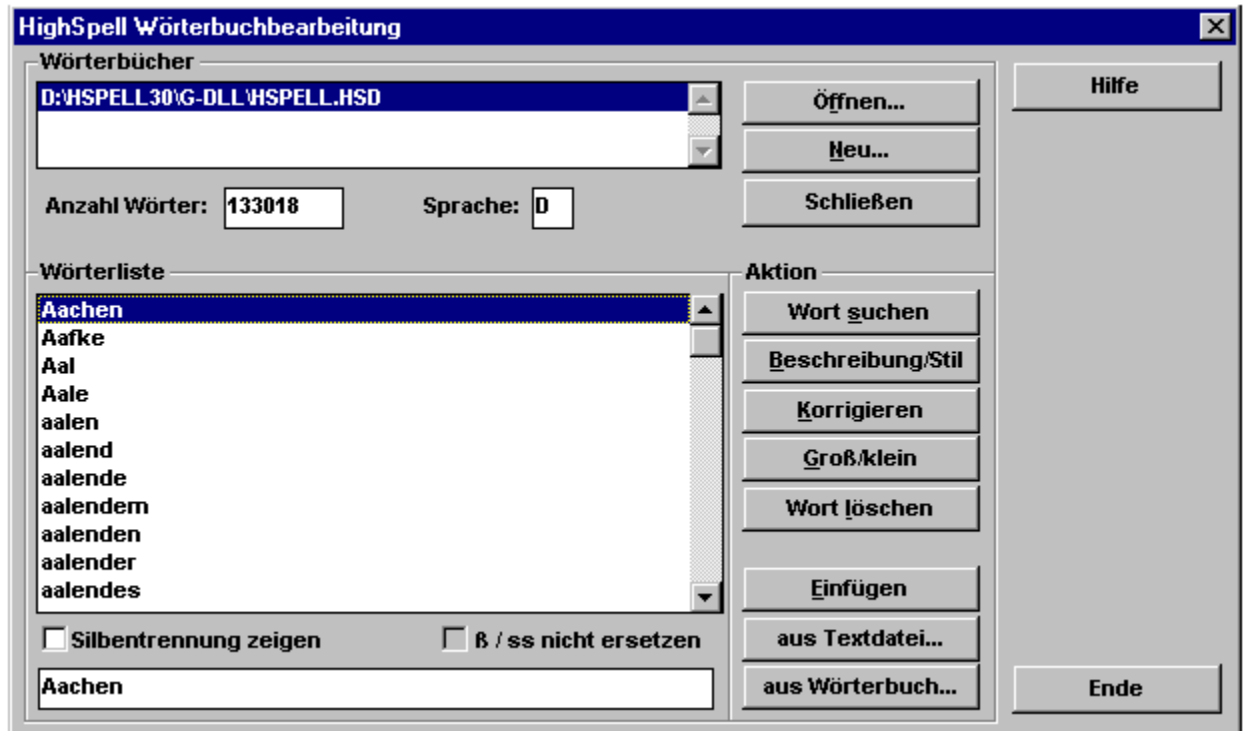 HighSpell Wörterbuchbearbeitung
Wörterbücher
D:\HSPELL30\G-DLL\HSPELL.HSD
Öffnen...
Neu...
Schließen
Hilfe
Anzahl Wörter: 133018 Sprache: D
Wörterliste
Aachen
Aafke
Aal
Aale
aalen
aalend
aalende
aalendem
aalenden
aalender
aalendes
Silbentrennung zeigen ß / ss nicht ersetzen
Aachen
Aktion
Wort suchen
Beschreibung/Stil
Korrigieren
Groß/klein
Wort löschen
Einfügen
aus Textdatei...
aus Wörterbuch...
Ende